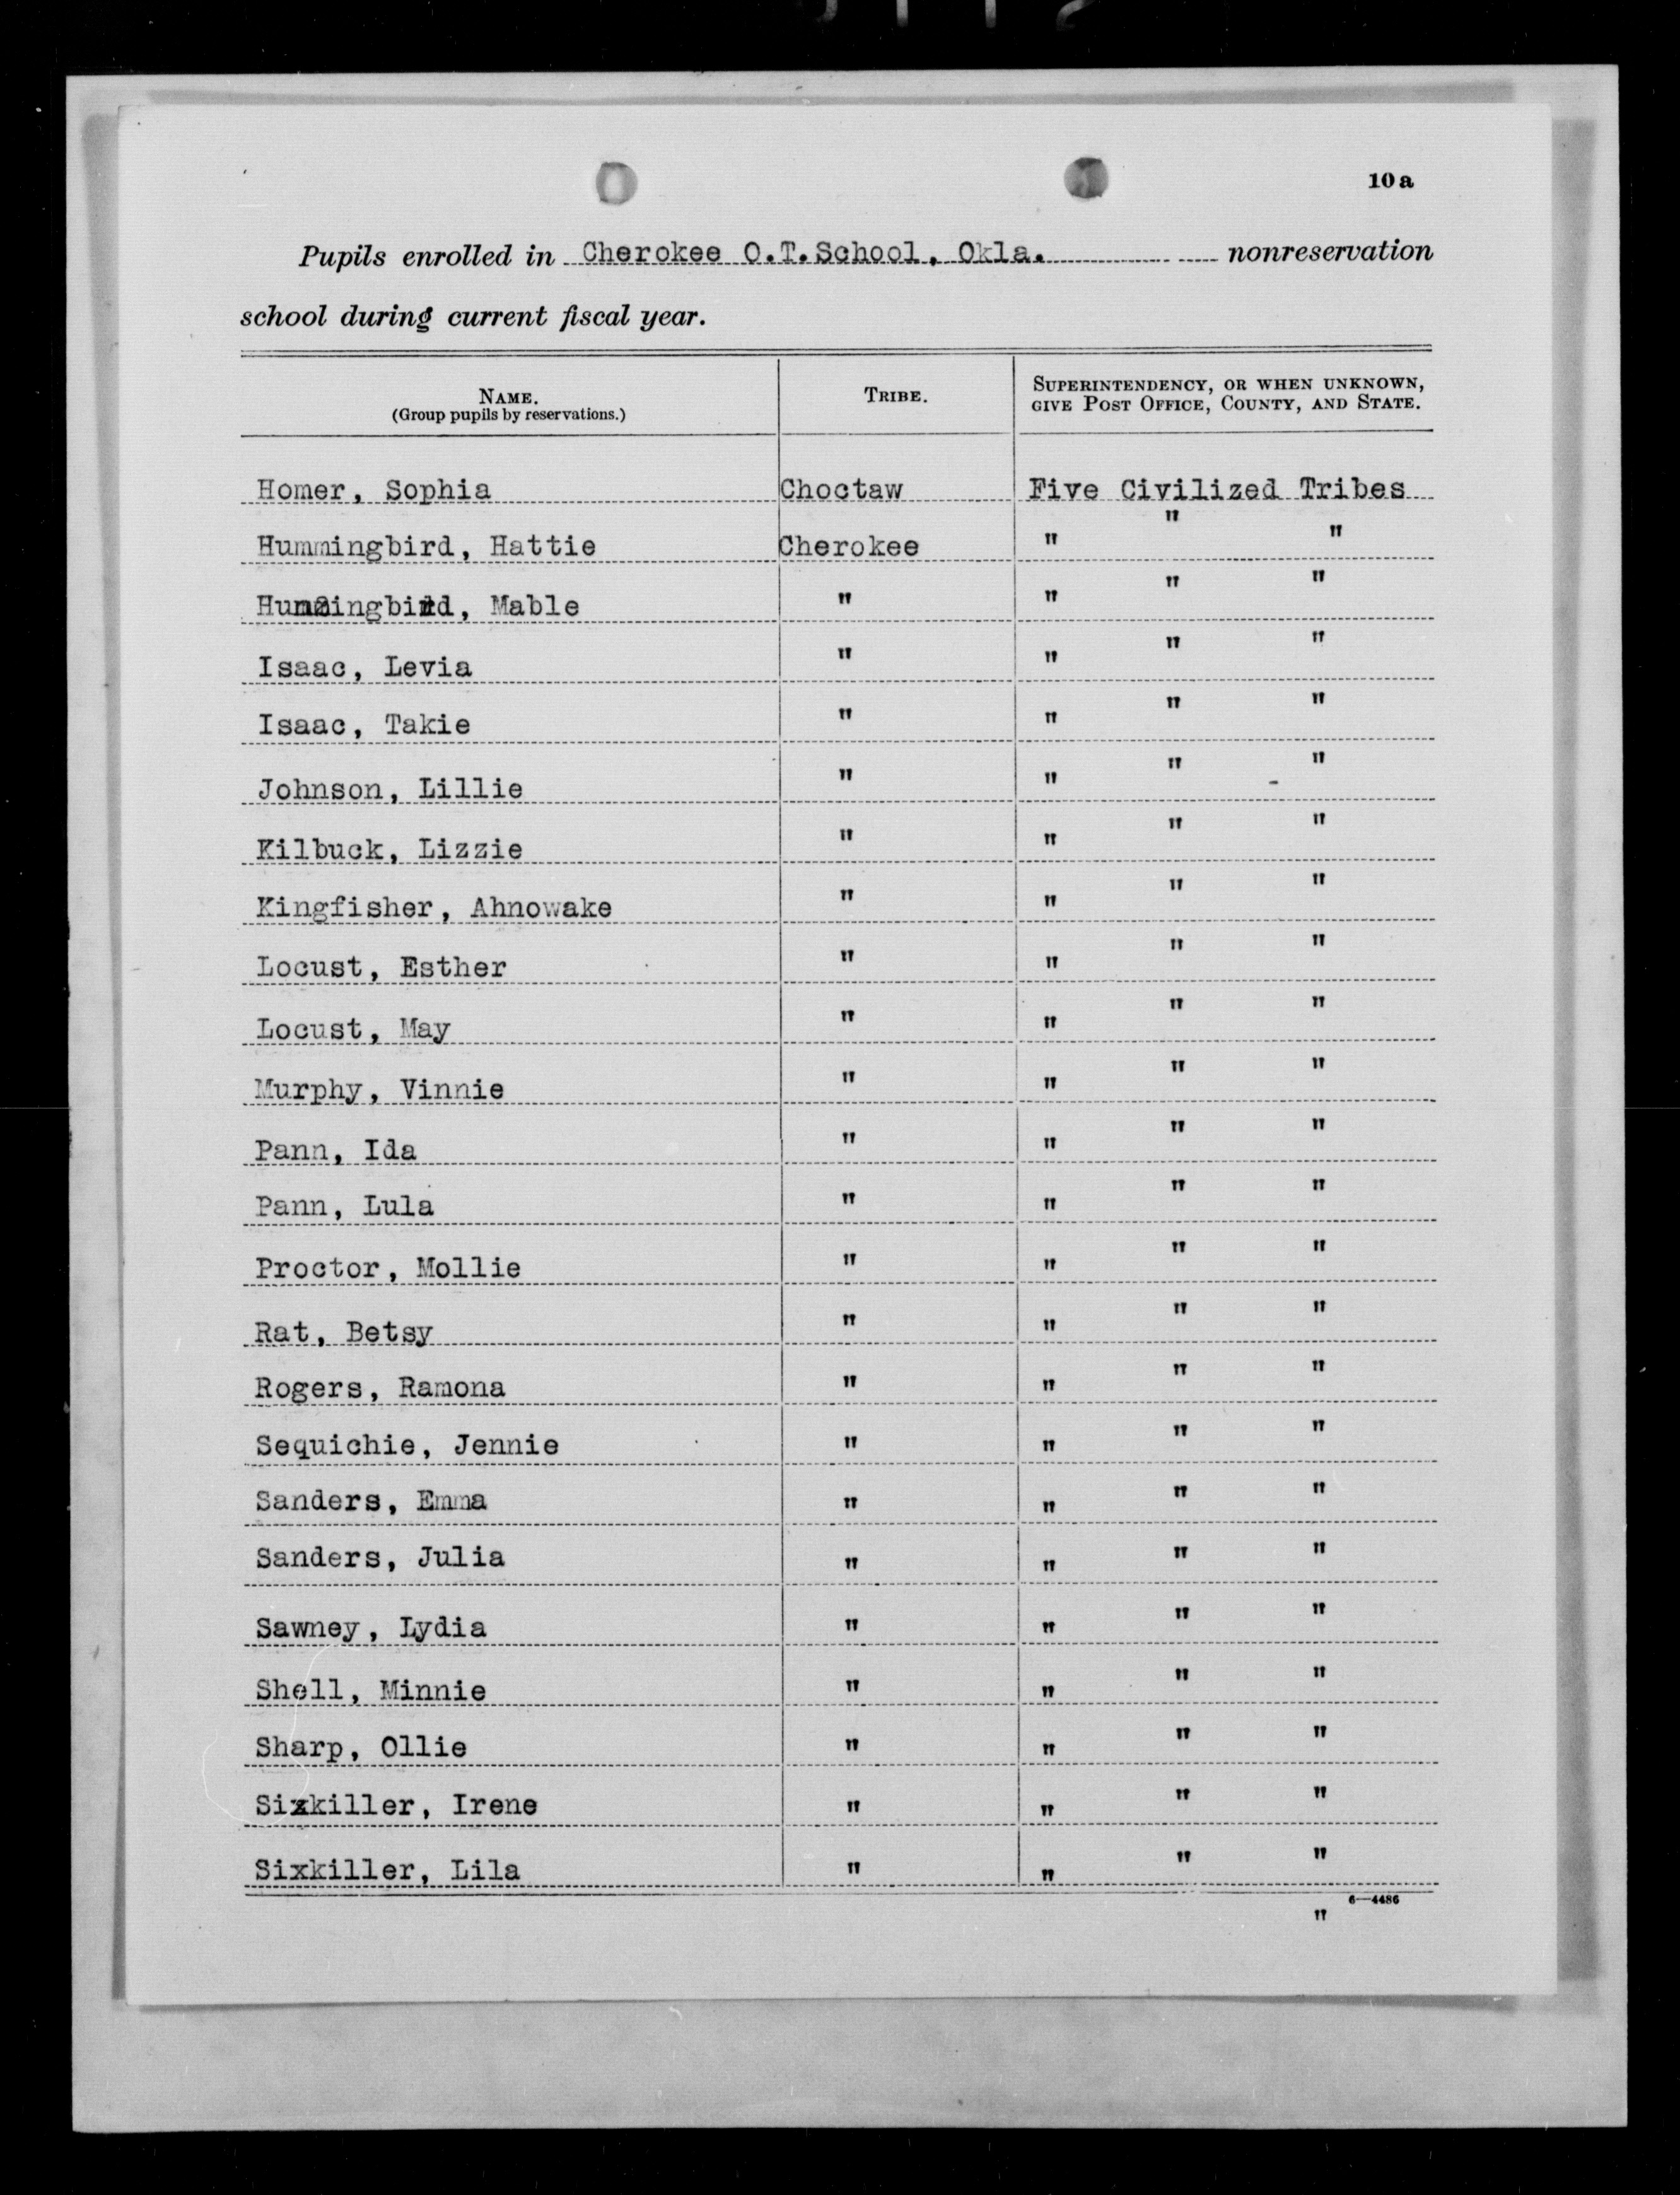 10a
Pupils enrolled in Cherokee O.T.School, Okla. nonreservation
school during current fiscal year.
NAME. TRIBE. SUPERINTENDENCY, OR WHEN UNKNOWN,
(Group pupils by reservations.) GIVE POST OFFICE, COUNTY, AND STATE.
Homer, Sophia Choctaw Five Civilized Tribes
Hummingbird, Hattie Cherokee " " "
Hummingbird, Mable " " " "
Isaac, Levia " " " "
Isaac, Takie " " " "
Johnson, Lillie " " " "
Kilbuck, Lizzie " " " "
Kingfisher, Ahnowake " " " "
Locust, Esther " " " "
Locust, May " " " "
Murphy, Vinnie " " " "
Pann, Ida " " " "
Pann, Lula " " " "
Proctor, Mollie " " " "
Rat, Betsy " " " "
Rogers, Ramona " " " "
Sequichie, Jennie " " " "
Sanders, Emma " " " "
Sanders, Julia " " " "
Sawney, Lydia " " " "
Shell, Minnie " " " "
Sharp, Ollie " " " "
Sixkiller, Irene " " " "
Sixkiller, Lila " " " "
6—4486
"